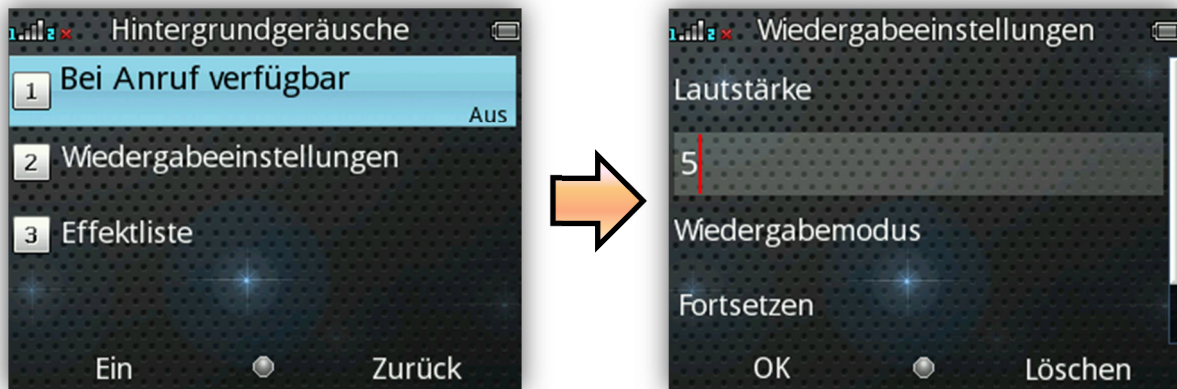 Hintergrundgeräusche
1 Bei Anruf verfügbar
Aus
2 Wiedergabeeinstellungen
3 Effektliste
Ein Zurück
Wiedergabeeinstellungen
Lautstärke
5
Wiedergabemodus
Fortsetzen
OK Löschen